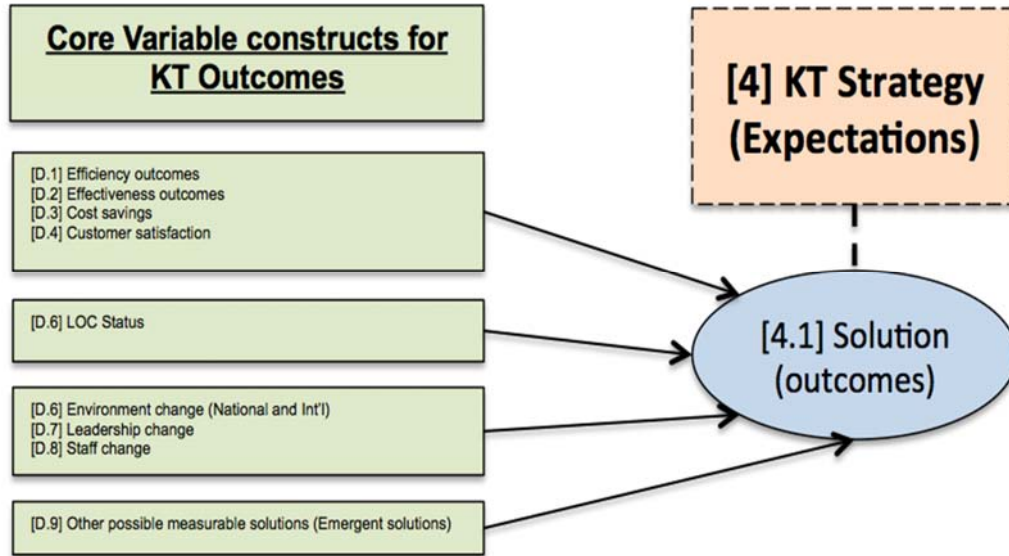 Core Variable constructs for
KT Outcomes
[D.1] Efficiency outcomes
[D.2] Effectiveness outcomes
[D.3] Cost savings
[D.4] Customer satisfaction
[D.6] LOC Status
[D.6] Environment change (National and Int'l)
[D.7] Leadership change
[D.8] Staff change
[D.9] Other possible measurable solutions (Emergent solutions)
[4] KT Strategy
(Expectations)
[4.1] Solution
(outcomes)